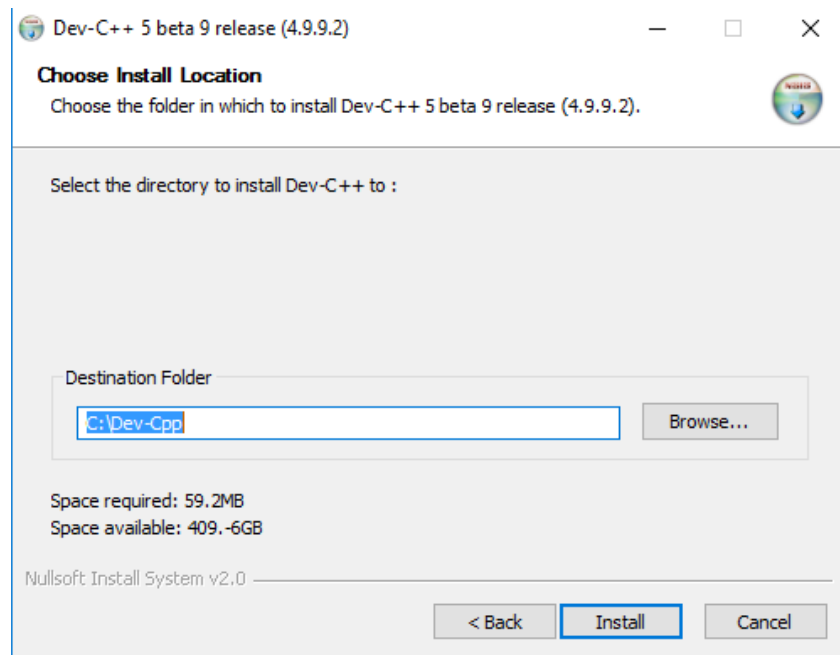 Dev-C++ 5 beta 9 release (4.9.9.2)
Choose Install Location
Choose the folder in which to install Dev-C++ 5 beta 9 release (4.9.9.2).
Select the directory to install Dev-C++ to :
Destination Folder
C:\Dev-Cpp
Browse...
Space required: 59.2MB
Space available: 409.-6GB
Nullsoft Install System v2.0
< Back
Install
Cancel